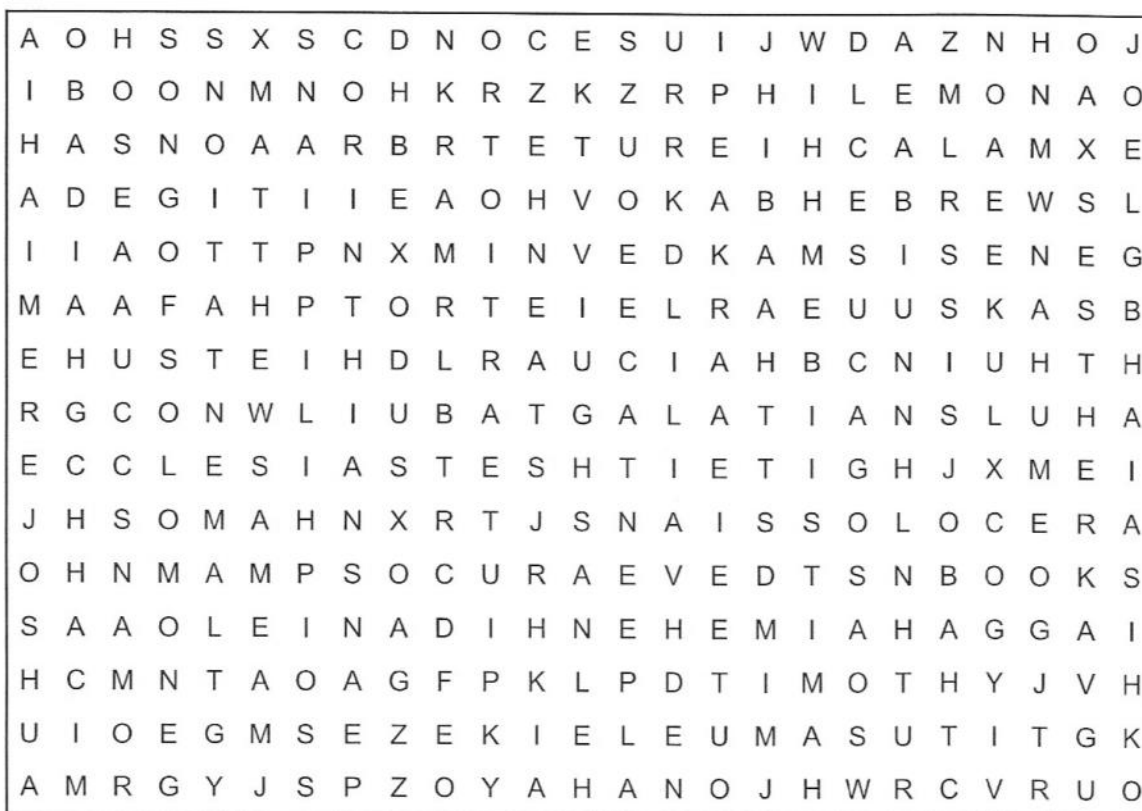 A O H S S X S C D N O C E S U I J W D A Z N H O J
I B O O N M N O H K R Z K Z R P H I L E M O N A O
H A S N O A A R B R T E T U R E I H C A L A M X E
A D E G I T I I E A O H V O K A B H E B R E W S L
I I A O T T P N X M I N V E D K A M S I S E N E G
M A A F A H P T O R T E I E L R A E U U S K A S B
E H U S T E I H D L R A U C I A H B C N I U H T H
R G C O N W L I U B A T G A L A T I A N S L U H A
E C C L E S I A S T E S H T I E T I G H J X M E I
J H S O M A H N X R T J S N A I S S O L O C E R A
O H N M A M P S O C U R A E V E D T S N B O O K S
S A A O L E I N A D I H N E H E M I A H A G G A I
H C M N T A O A G F P K L P D T I M O T H Y J V H
U I O E G M S E Z E K I E L E U M A S U T I T G K
A M R G Y J S P Z O Y A H A N O J H W R C V R U O